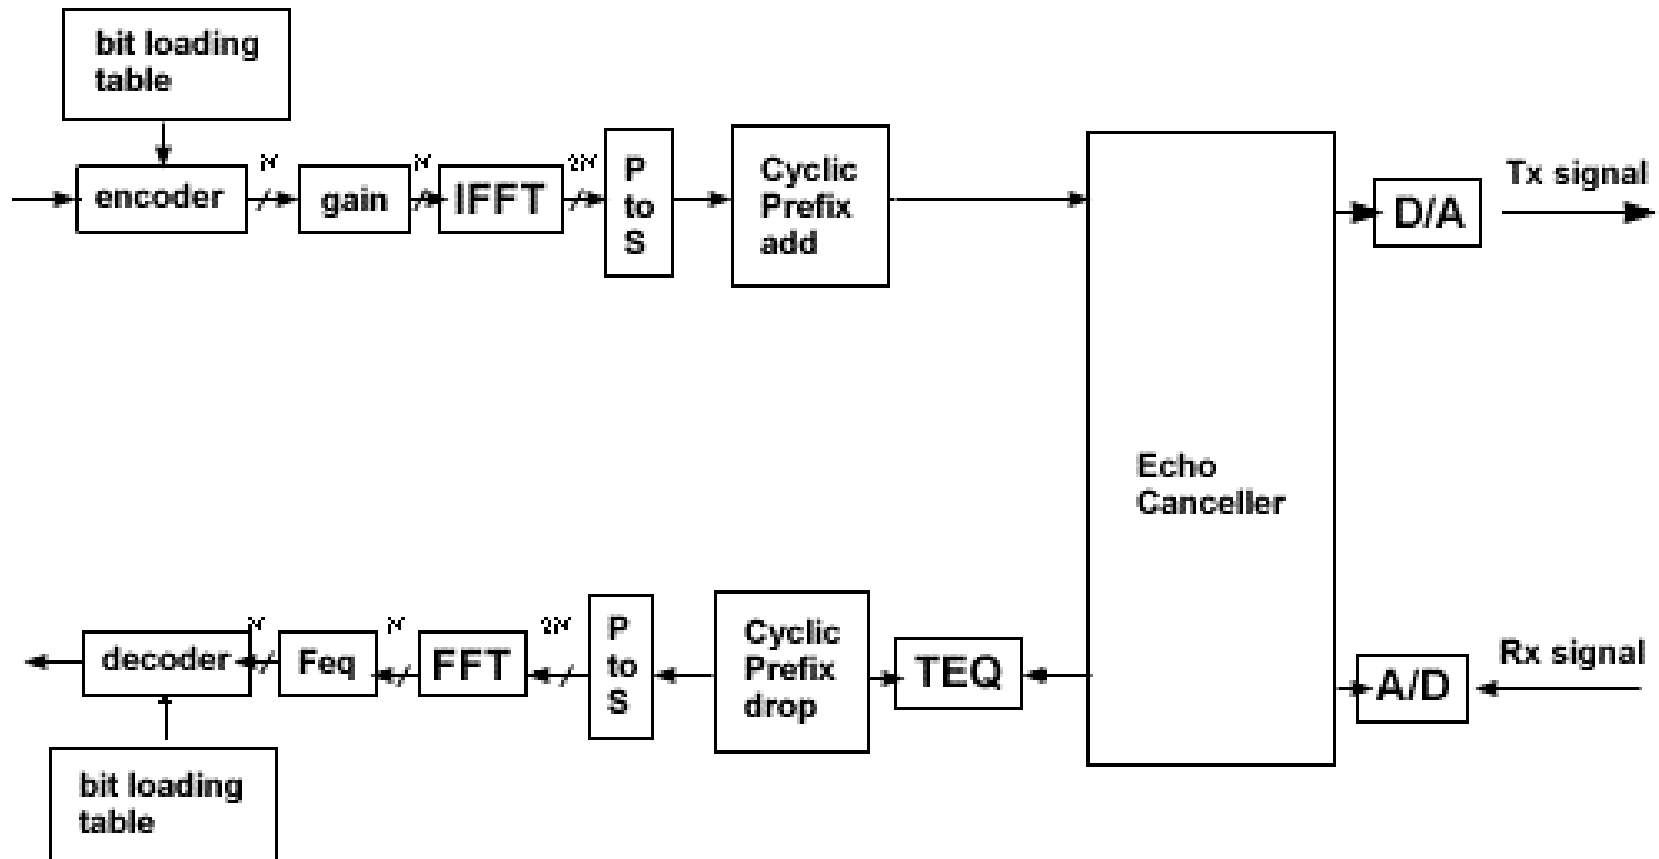 bit loading
table
encoder
N
gain
N
IFFT
2N
P
to
S
Cyclic
Prefix
add
D/A
Tx signal
Echo
Canceller
decoder
N
Feq
N
FFT
2N
P
to
S
Cyclic
Prefix
drop
TEQ
A/D
Rx signal
bit loading
table